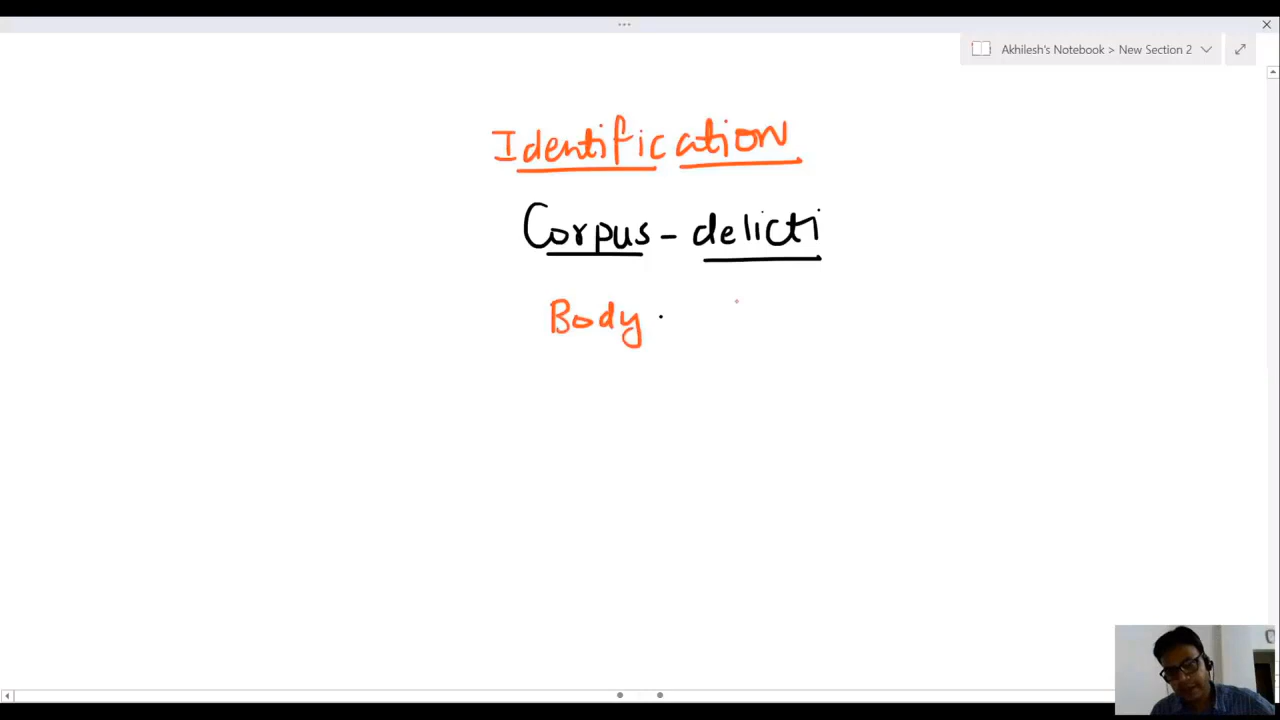 Akhilesh's Notebook > New Section 2
Identification
Corpus - delicti
Body